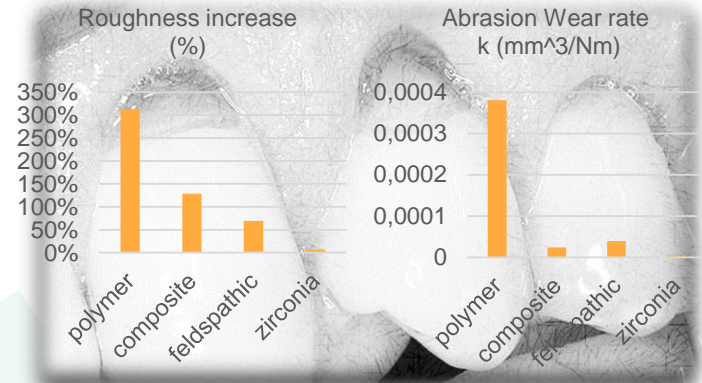 Roughness increase
(%)
350%
300%
250%
200%
150%
100%
50%
0%
polymer
composite
feldspathic
zirconia
Abrasion Wear rate
k (mm^3/Nm)
0,0004
0,0003
0,0002
0,0001
0
polymer
composite
feldspathic
zirconia